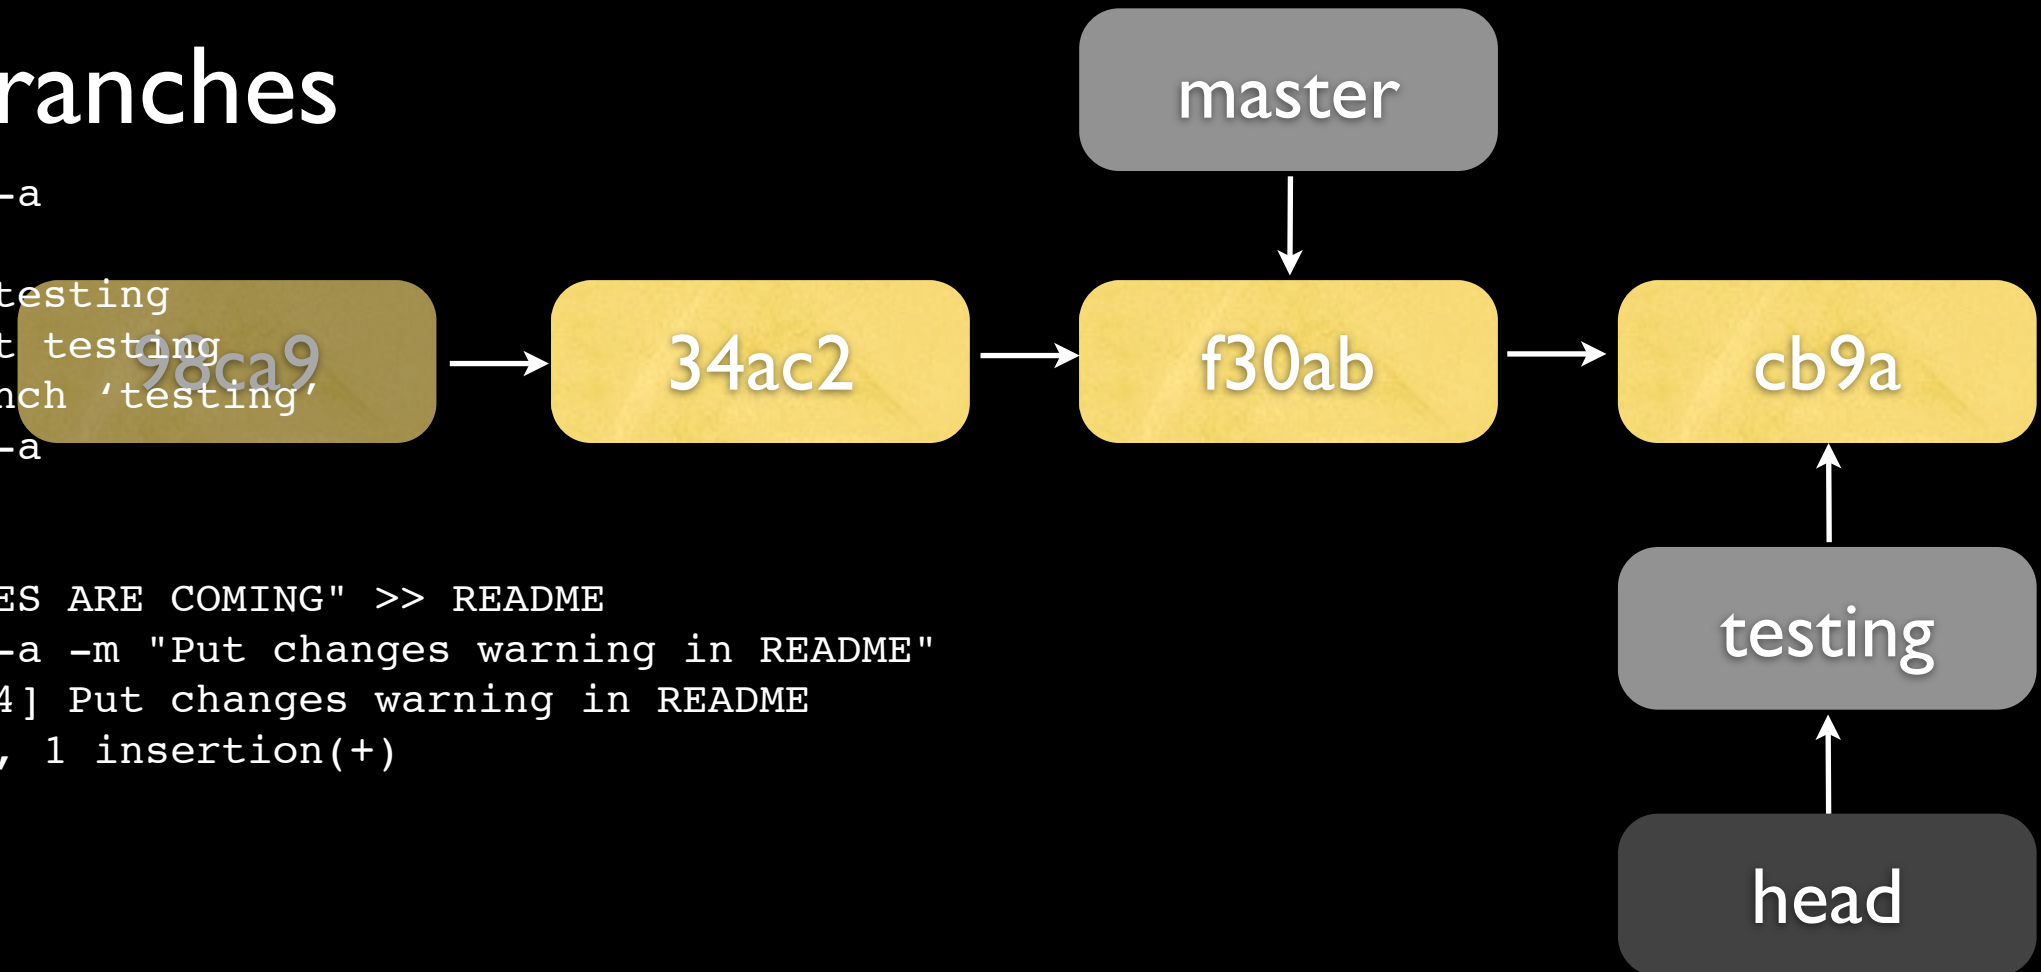 ranches
master
-a
testing
t testing
nch ‘testing’
-a
98ca9
34ac2
f30ab
cb9a
ES ARE COMING" >> README
-a -m "Put changes warning in README"
4] Put changes warning in README
, 1 insertion(+)
testing
head